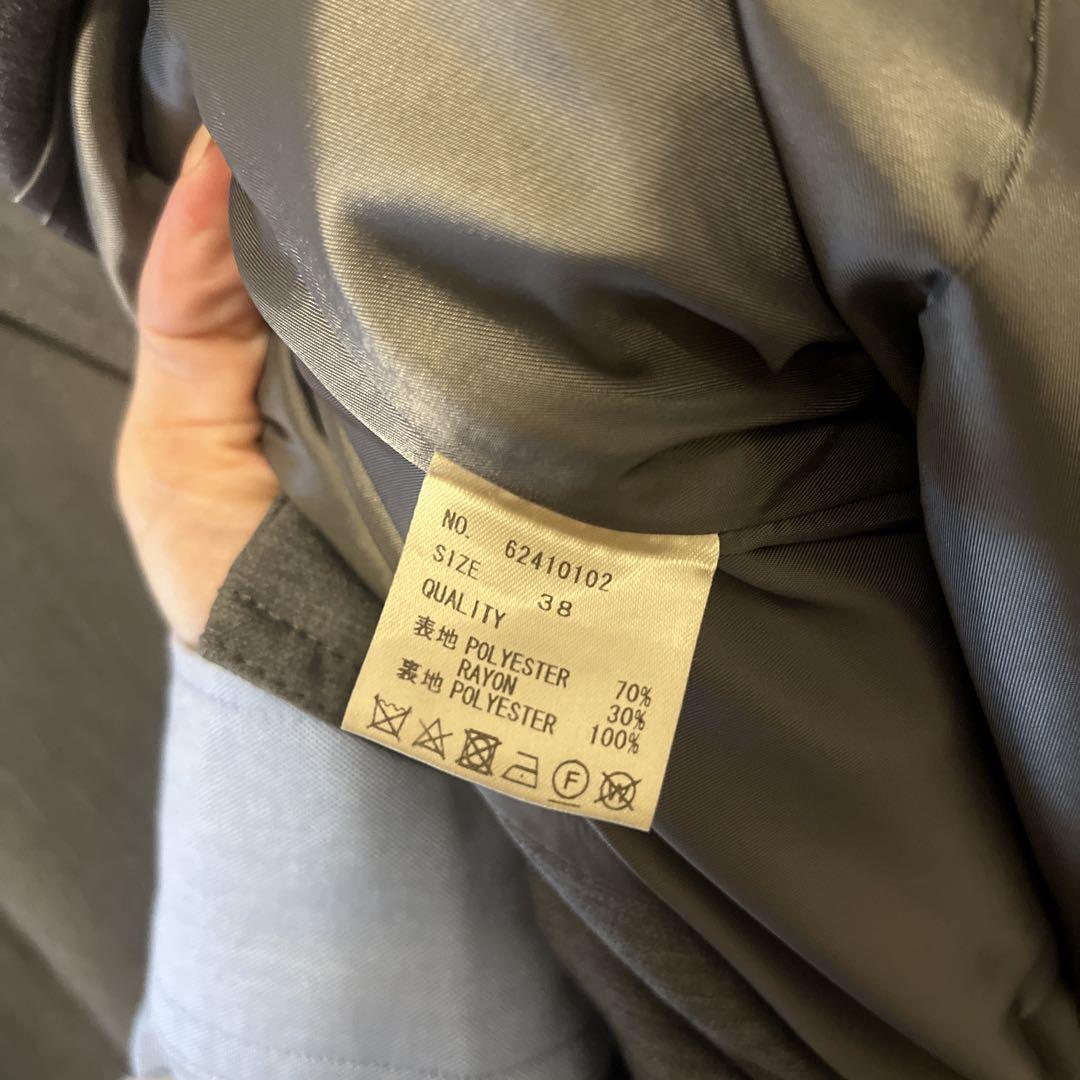 NO. 62410102
SIZE 38
QUALITY
表地 POLYESTER 70%
RAYON 30%
裏地 POLYESTER 100%
F W